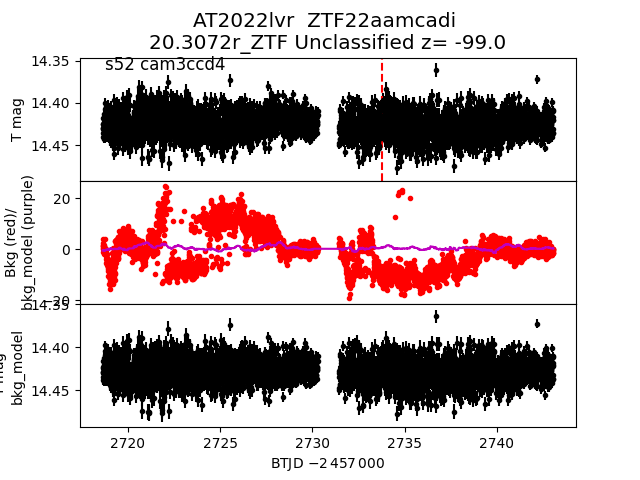 AT2022lvr  ZTF22aamcadi
20.3072r_ZTF Unclassified z= -99.0
s52 cam3ccd4
14.35
14.40
14.45
T mag
20
0
−20
Bkg (red)/
bkg_model (purple)
14.35
14.40
14.45
T mag
bkg_model
2720
2725
2730
2735
2740
BTJD −2 457 000